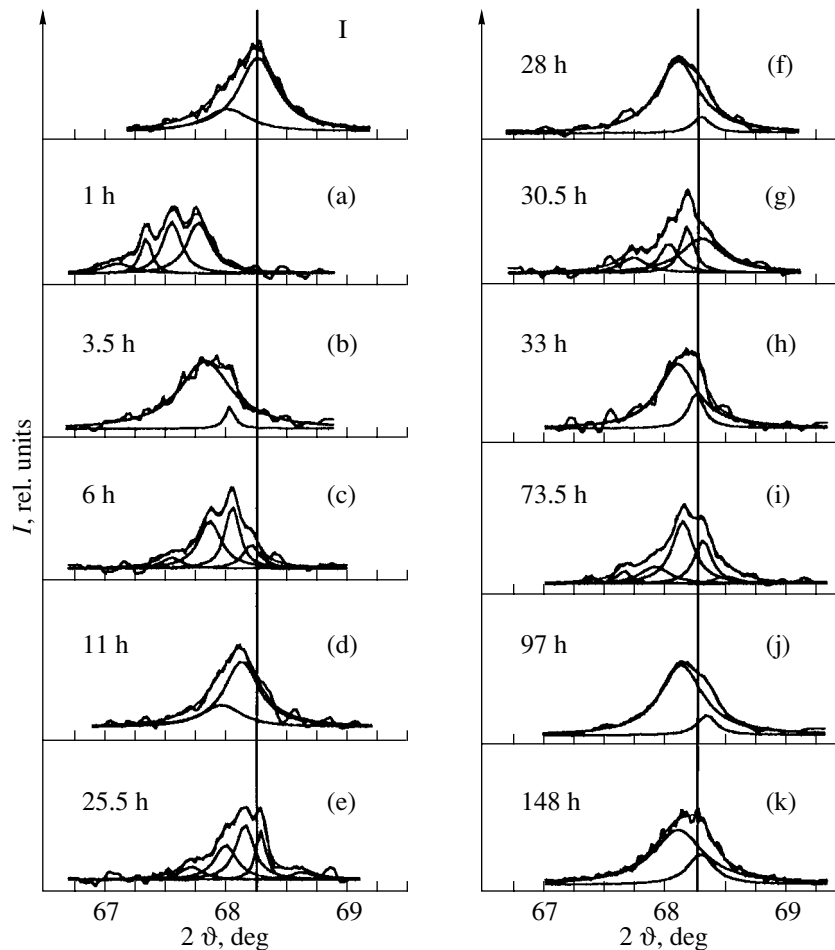 I
1 h (a)
3.5 h (b)
6 h (c)
11 h (d)
25.5 h (e)
67 68 69
2 ϑ, deg
I, rel. units
28 h (f)
30.5 h (g)
33 h (h)
73.5 h (i)
97 h (j)
148 h (k)
67 68 69
2 ϑ, deg